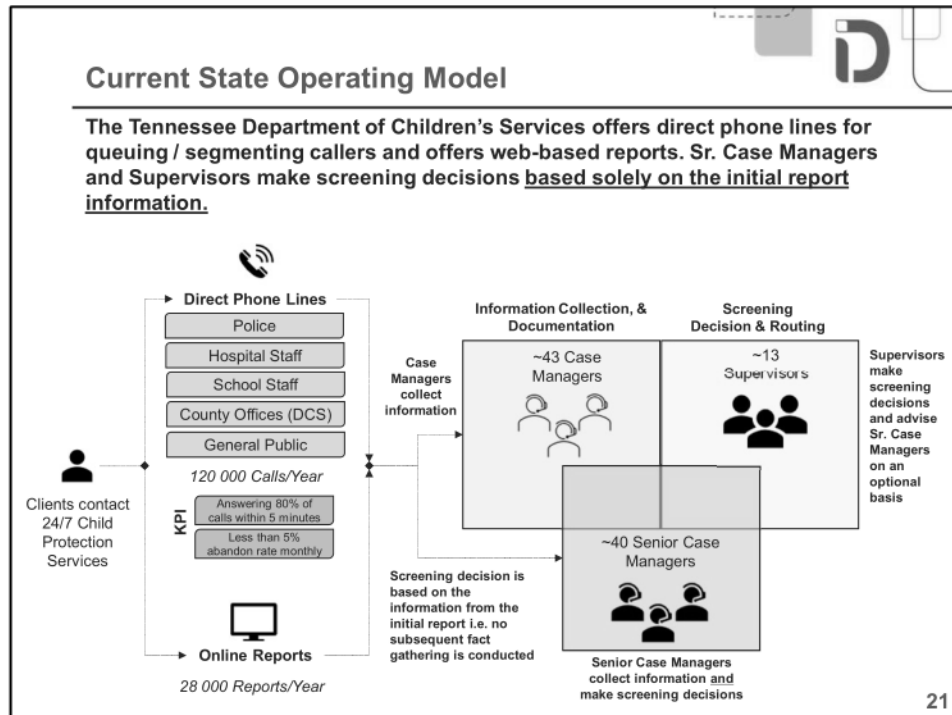 Current State Operating Model
The Tennessee Department of Children's Services offers direct phone lines for
queuing / segmenting callers and offers web-based reports. Sr. Case Managers
and Supervisors make screening decisions based solely on the initial report
information.
Direct Phone Lines
Police
Hospital Staff
School Staff
County Offices (DCS)
General Public
120 000 Calls/Year
KPI
Answering 80% of
calls within 5 minutes
Less than 5%
abandon rate monthly
Clients contact
24/7 Child
Protection
Services
Online Reports
28 000 Reports/Year
Case
Managers
collect
information
Screening decision is
based on the
information from the
initial report i.e. no
subsequent fact
gathering is conducted
Information Collection, &
Documentation
~43 Case
Managers
Screening
Decision & Routing
~13
Supervisors
Supervisors
make
screening
decisions
and advise
Sr. Case
Managers
on an
optional
basis
~40 Senior Case
Managers
Senior Case Managers
collect information and
make screening decisions
21